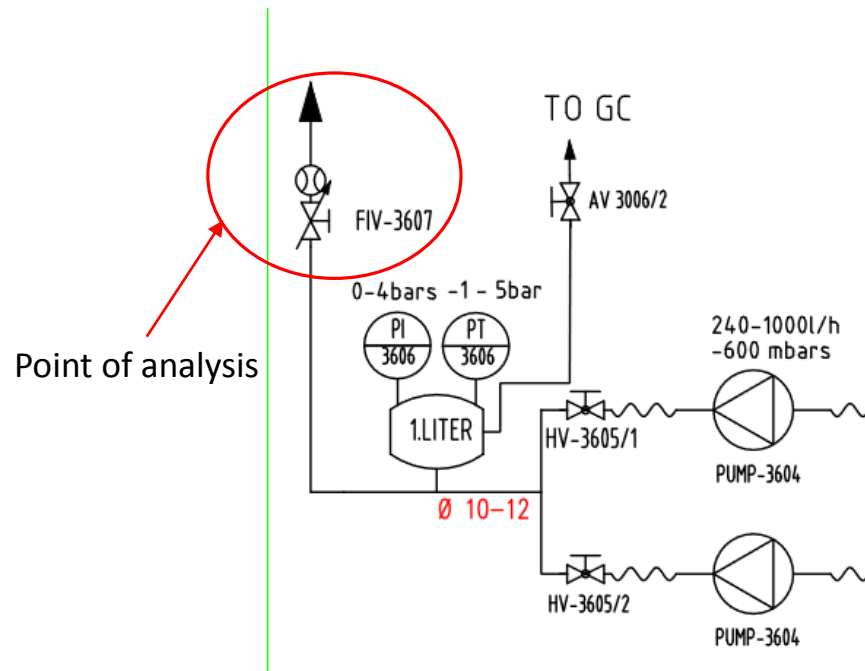 TO GC
AV 3006/2
FIV-3607
0-4bars -1 - 5bar
PI
3606
PT
3606
240-1000l/h
-600 mbars
Point of analysis
1.LITER
HV-3605/1
PUMP-3604
Ø 10-12
HV-3605/2
PUMP-3604